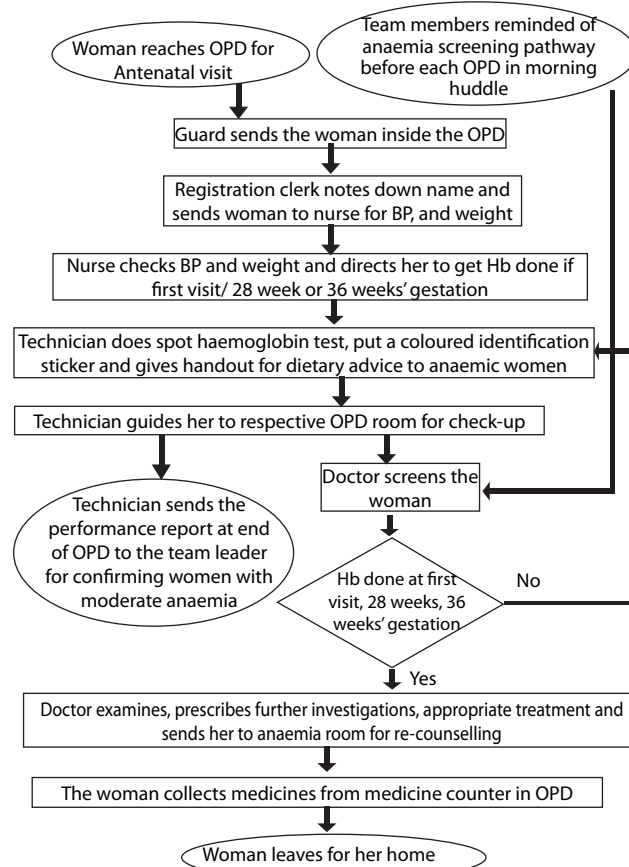 Woman reaches OPD for
Antenatal visit
Team members reminded of
anaemia screening pathway
before each OPD in morning
huddle
Guard sends the woman inside the OPD
Registration clerk notes down name and
sends woman to nurse for BP, and weight
Nurse checks BP and weight and directs her to get Hb done if
first visit/ 28 week or 36 weeks' gestation
Technician does spot haemoglobin test, put a coloured identification
sticker and gives handout for dietary advice to anaemic women
Technician guides her to respective OPD room for check-up
Technician sends the
performance report at end
of OPD to the team leader
for confirming women with
moderate anaemia
Doctor screens the
woman
Hb done at first
visit, 28 weeks, 36
weeks' gestation
No
Yes
Doctor examines, prescribes further investigations, appropriate treatment and
sends her to anaemia room for re-counselling
The woman collects medicines from medicine counter in OPD
Woman leaves for her home